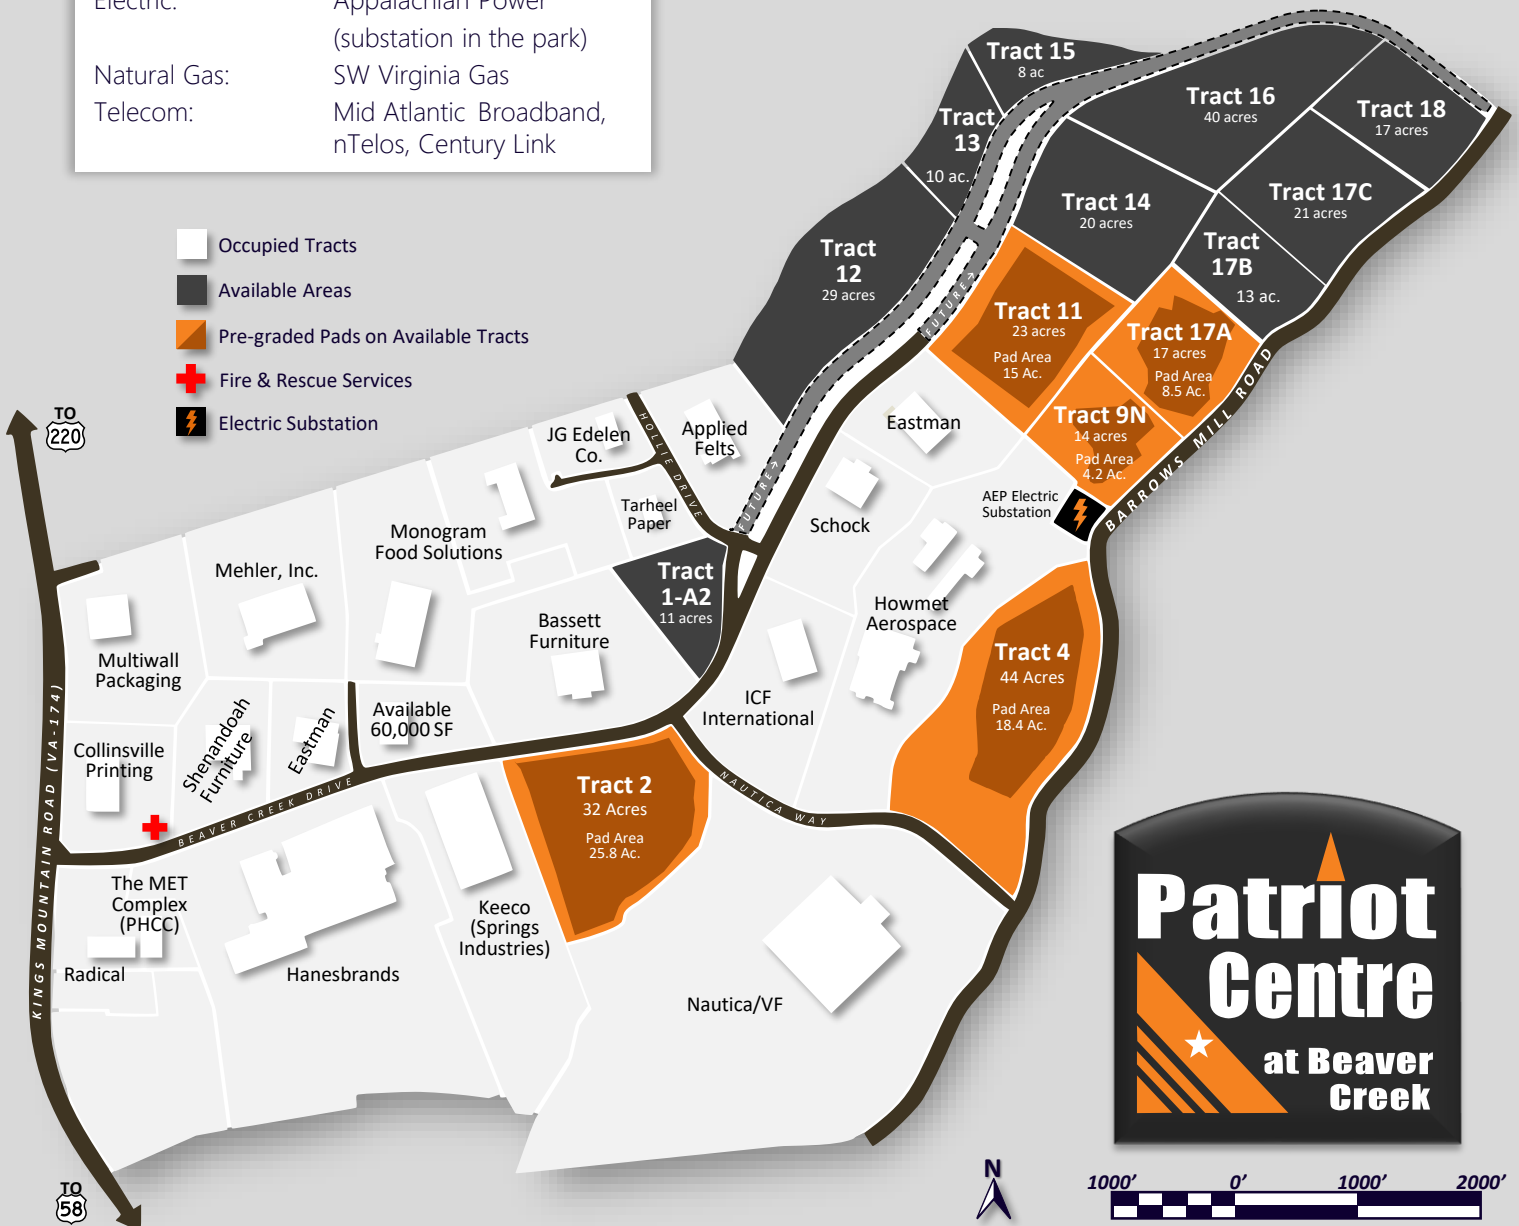 Electric: Appalachian Power
(substation in the park)
Natural Gas: SW Virginia Gas
Telecom: Mid Atlantic Broadband,
nTelos, Century Link
Occupied Tracts
Available Areas
Pre-graded Pads on Available Tracts
Fire & Rescue Services
Electric Substation
TO
220
Tract 15
8 ac
Tract
13
10 ac.
Tract 16
40 acres
Tract 18
17 acres
Tract 14
20 acres
Tract 17C
21 acres
Tract
17B
13 ac.
Tract
12
29 acres
FUTURE
Tract 11
23 acres
Pad Area
15 Ac.
Tract 17A
17 acres
Pad Area
8.5 Ac.
Tract 9N
14 acres
Pad Area
4.2 Ac.
BARROWS MILL ROAD
AEP Electric
Substation
Eastman
Schock
JG Edelen
Co.
HOLLIE DRIVE
Applied
Felts
FUTURE
Tarheel
Paper
Monogram
Food Solutions
Mehler, Inc.
Multiwall
Packaging
Bassett
Furniture
Tract
1-A2
11 acres
Howmet
Aerospace
ICF
International
Tract 4
44 Acres
Pad Area
18.4 Ac.
Collinsville
Printing
Shenandoah
Furniture
Eastman
Available
60,000 SF
BEAVER CREEK DRIVE
NAUTICA WAY
KINGS MOUNTAIN ROAD (VA-174)
Tract 2
32 Acres
Pad Area
25.8 Ac.
The MET
Complex
(PHCC)
Radical
Hanesbrands
Keeco
(Springs
Industries)
Nautica/VF
TO
58
Patriot
Centre
at Beaver
Creek
N
1000' 0' 1000' 2000'